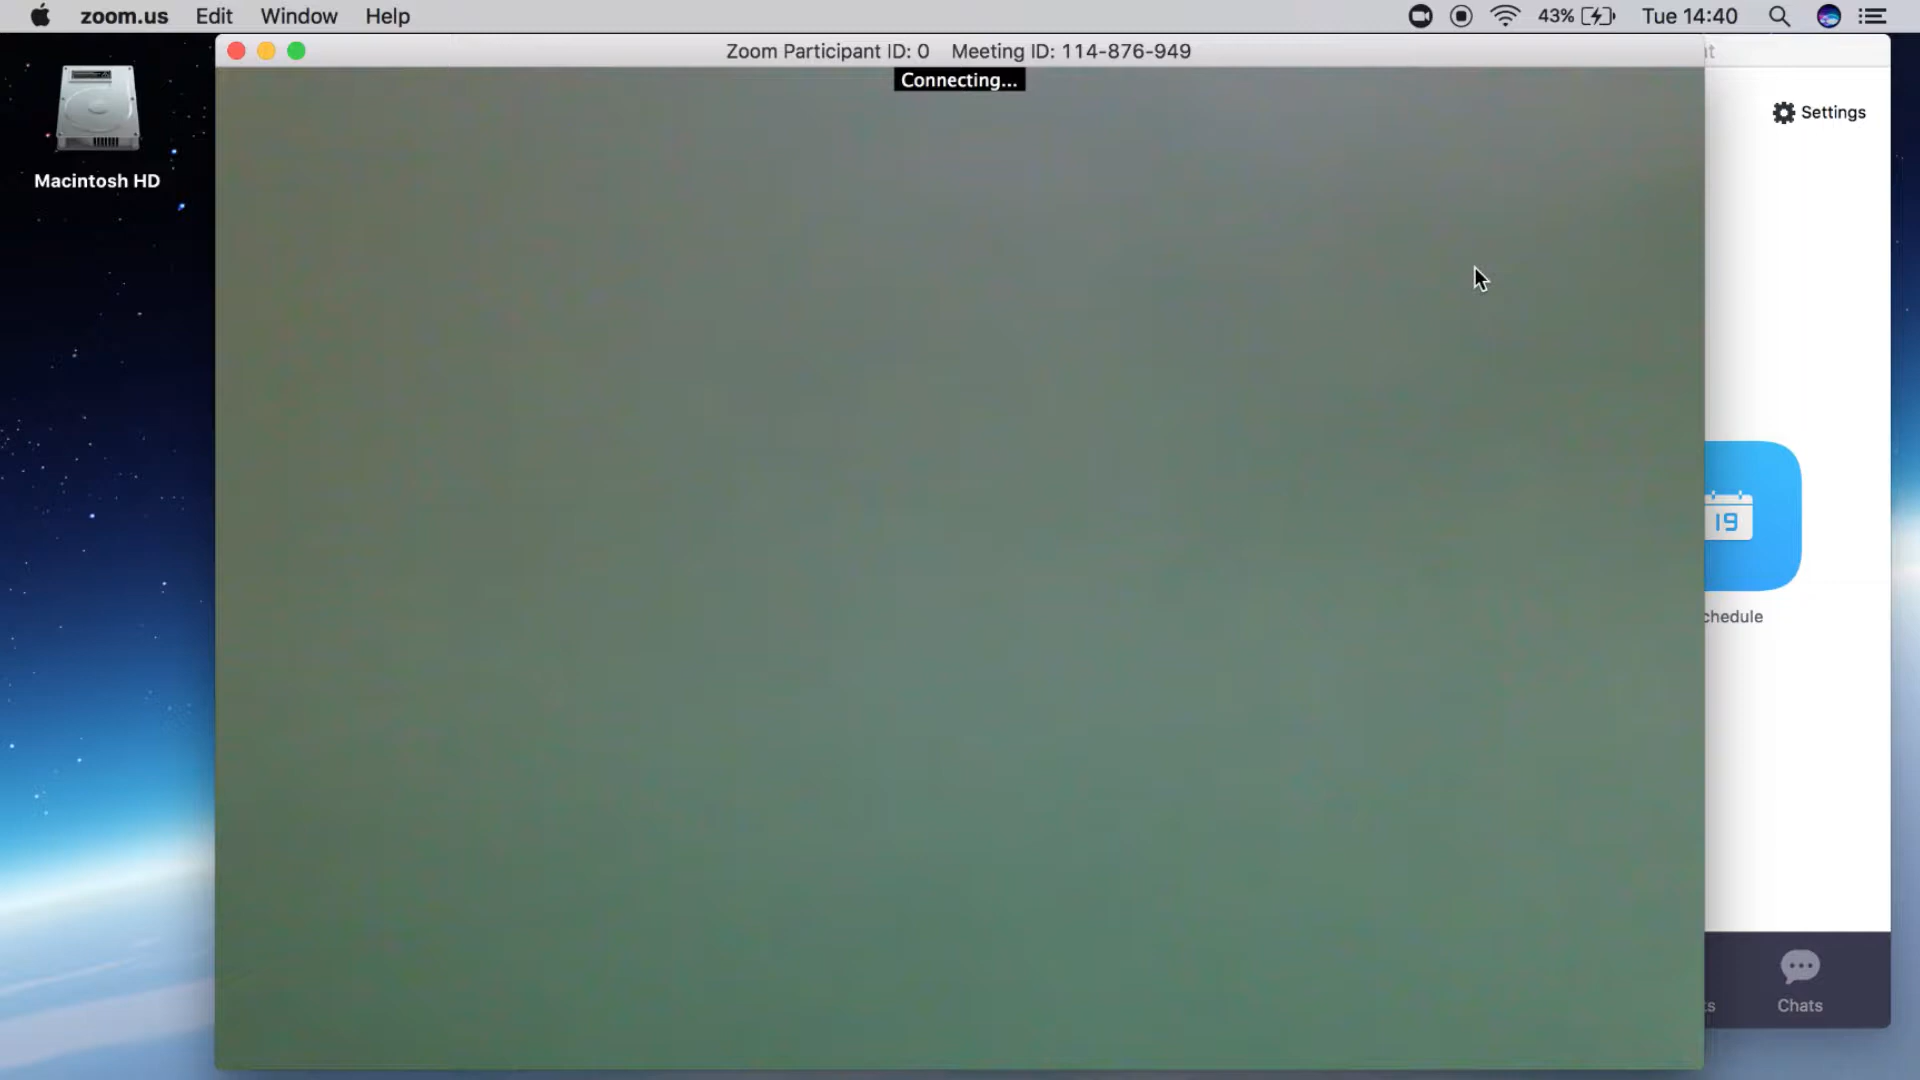 zoom.us Edit Window Help 43% Tue 14:40
Zoom Participant ID: 0 Meeting ID: 114-876-949
Connecting...
Settings
Macintosh HD
19
chedule
Chats